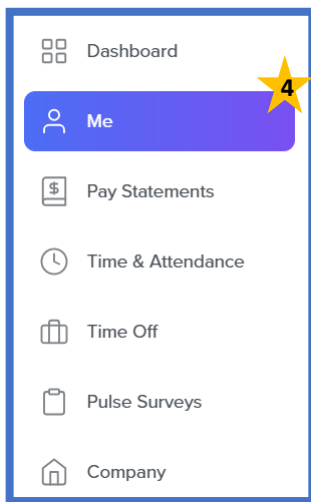 Dashboard
4
Me
Pay Statements
Time & Attendance
Time Off
Pulse Surveys
Company